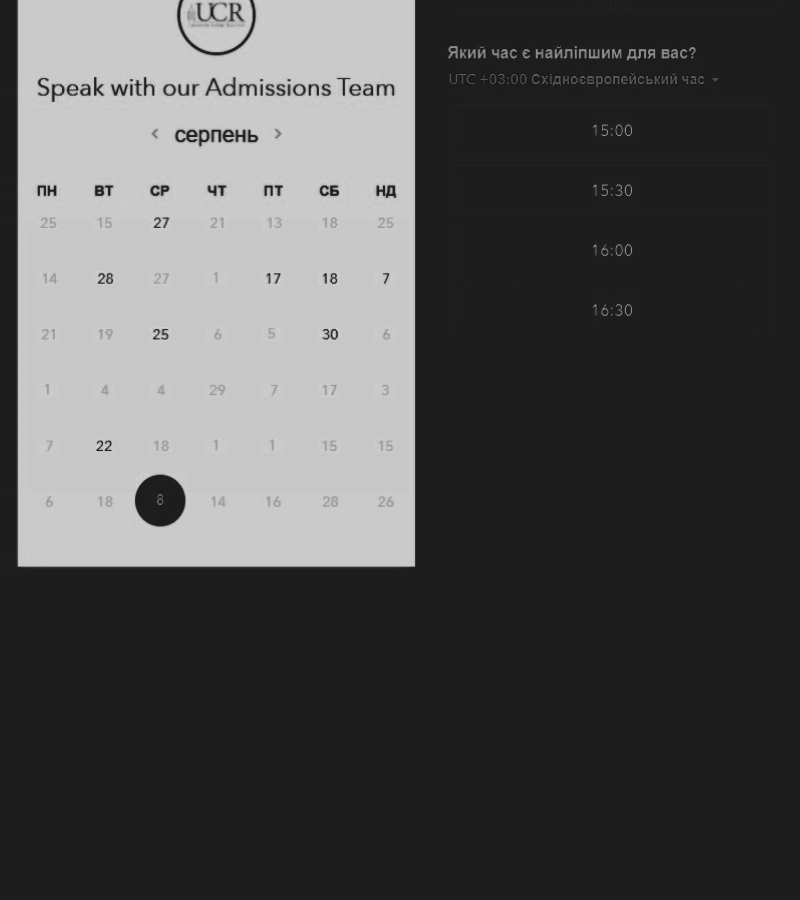 UCR
Speak with our Admissions Team
< серпень >
ПН ВТ СР ЧТ ПТ СБ НД
25 15 27 21 13 18 25
14 28 27 1 17 18 7
21 19 25 6 5 30 6
1 4 4 29 7 17 3
7 22 18 1 1 15 15
6 18 8 14 16 28 26
Який час є найліпшим для вас?
UTC +03:00 Східноєвропейський час
15:00
15:30
16:00
16:30